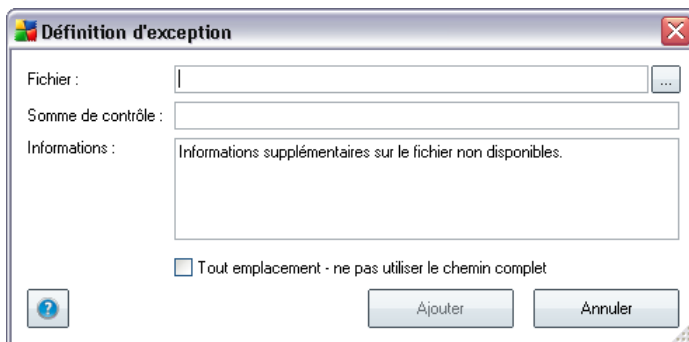 Définition d'exception
Fichier :
...
Somme de contrôle :
Informations :
Informations supplémentaires sur le fichier non disponibles.
Tout emplacement - ne pas utiliser le chemin complet
?
Ajouter
Annuler